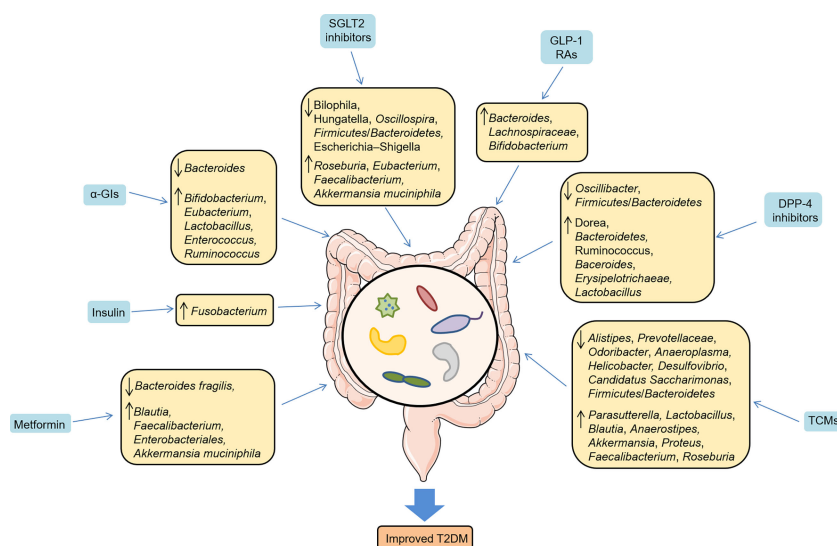 SGLT2
inhibitors
GLP-1
RAs
↓Bilophila,
Hungatella, Oscillospira,
Firmicutes/Bacteroidetes,
Escherichia–Shigella
↑Roseburia, Eubacterium,
Faecalibacterium,
Akkermansia muciniphila
↑Bacteroides,
Lachnospiraceae,
Bifidobacterium
α-GIs
↓Bacteroides
↑Bifidobacterium,
Eubacterium,
Lactobacillus,
Enterococcus,
Ruminococcus
↓Oscillibacter,
Firmicutes/Bacteroidetes
↑Dorea,
Bacteroidetes,
Ruminococcus,
Baceroides,
Erysipelotrichaeae,
Lactobacillus
DPP-4
inhibitors
Insulin
↑Fusobacterium
Metformin
↓Bacteroides fragilis,
↑Blautia,
Faecalibacterium,
Enterobacteriales,
Akkermansia muciniphila
↓Alistipes, Prevotellaceae,
Odoribacter, Anaeroplasma,
Helicobacter, Desulfovibrio,
Candidatus Saccharimonas,
Firmicutes/Bacteroidetes
↑Parasutterella, Lactobacillus,
Blautia, Anaerostipes,
Akkermansia, Proteus,
Faecalibacterium, Roseburia
TCMs
Improved T2DM